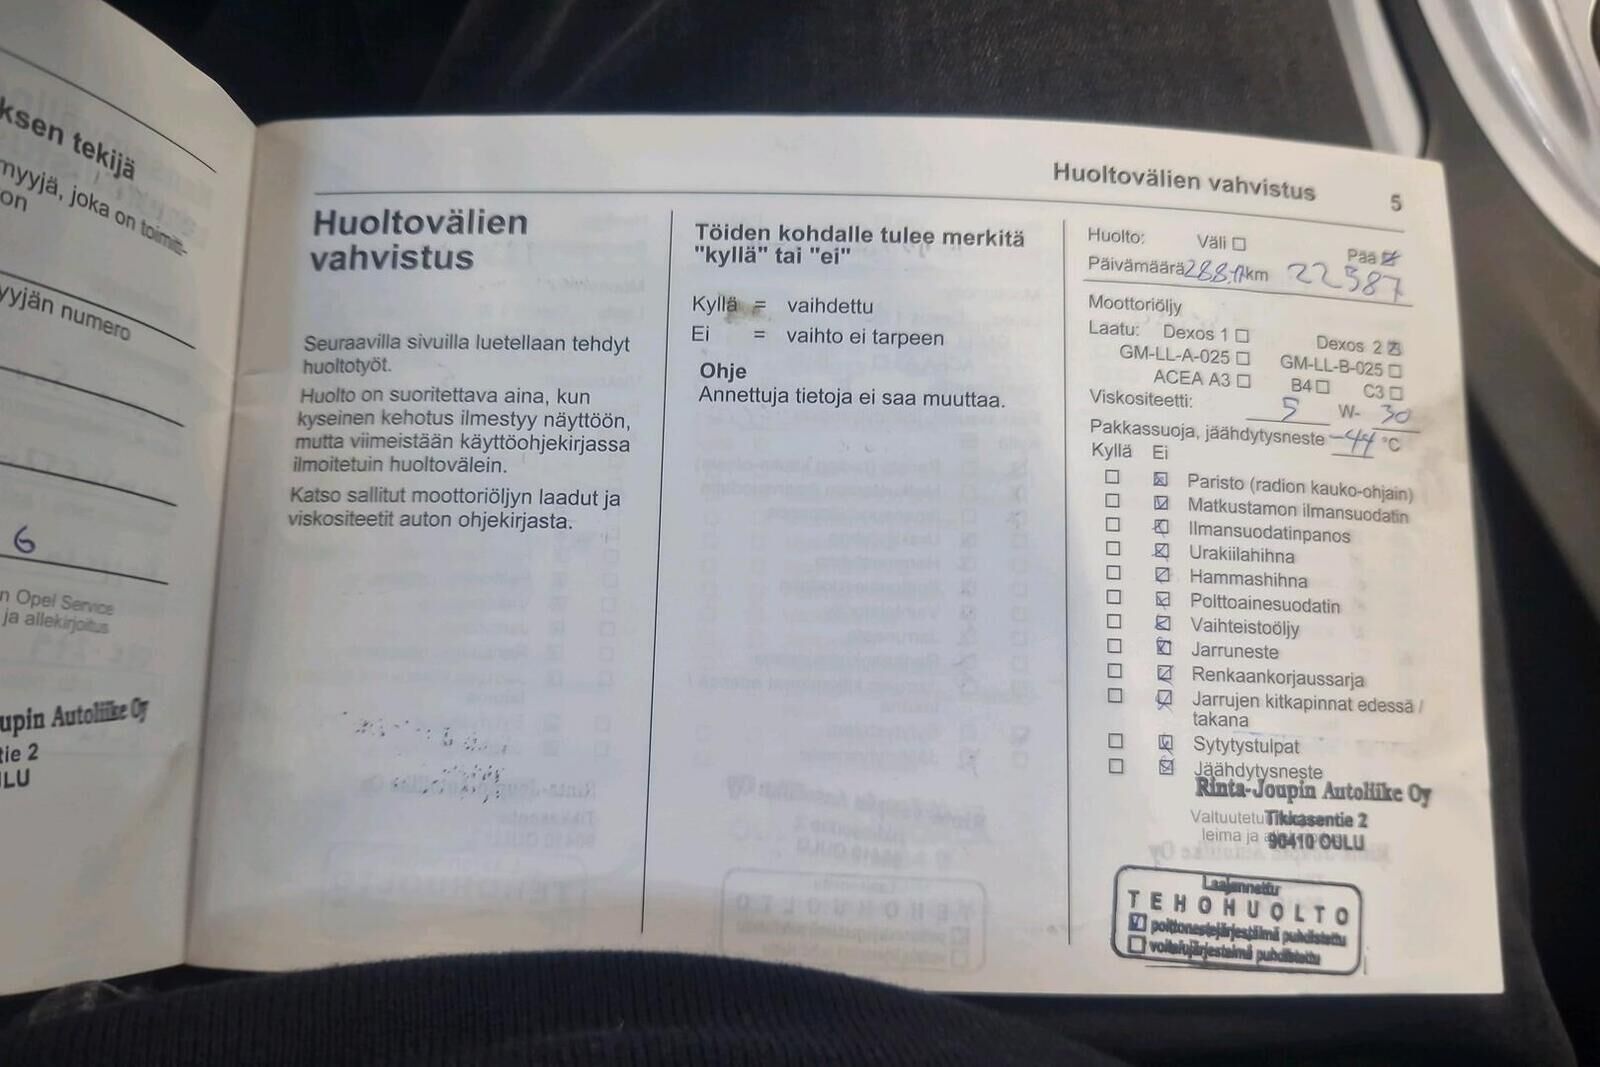 ksen tekijä
myyjä, joka on toimit-
on
yyjän numero
6
n Opel Service
ja allekirjoitus
upin Autoliike Oy
tie 2
ULU
Huoltovälien vahvistus 5
Huoltovälien
vahvistus
Seuraavilla sivuilla luetellaan tehdyt
huoltotyöt.
Huolto on suoritettava aina, kun
kyseinen kehotus ilmestyy näyttöön,
mutta viimeistään käyttöohjekirjassa
ilmoitetuin huoltovälein.
Katso sallitut moottoriöljyn laadut ja
viskositeetit auton ohjekirjasta.
Töiden kohdalle tulee merkitä
"kyllä" tai "ei"
Kyllä = vaihdettu
Ei = vaihto ei tarpeen
Ohje
Annettuja tietoja ei saa muuttaa.
Huolto: Väli Pää
Päivämäärä 288.17 km 22387
Moottoriöljy
Laatu: Dexos 1 Dexos 2
GM-LL-A-025 GM-LL-B-025
ACEA A3 B4 C3
Viskositeetti: 5 W- 30
Pakkassuoja, jäähdytysneste -44 °C
Kyllä Ei
Paristo (radion kauko-ohjain)
Matkustamon ilmansuodatin
Ilmansuodatinpanos
Urakiilahihna
Hammashihna
Polttoainesuodatin
Vaihteistoöljy
Jarruneste
Renkaankorjaussarja
Jarrujen kitkapinnat edessä /
takana
Sytytystulpat
Jäähdytysneste
Rinta-Joupin Autoliike Oy
Valtuutetu Tikkasentie 2
leima ja 90410 OULU
Laajennettu
TEHOHUOLTO
polttonestejärjestelmä puhdistettu
voitelujärjestelmä puhdistettu